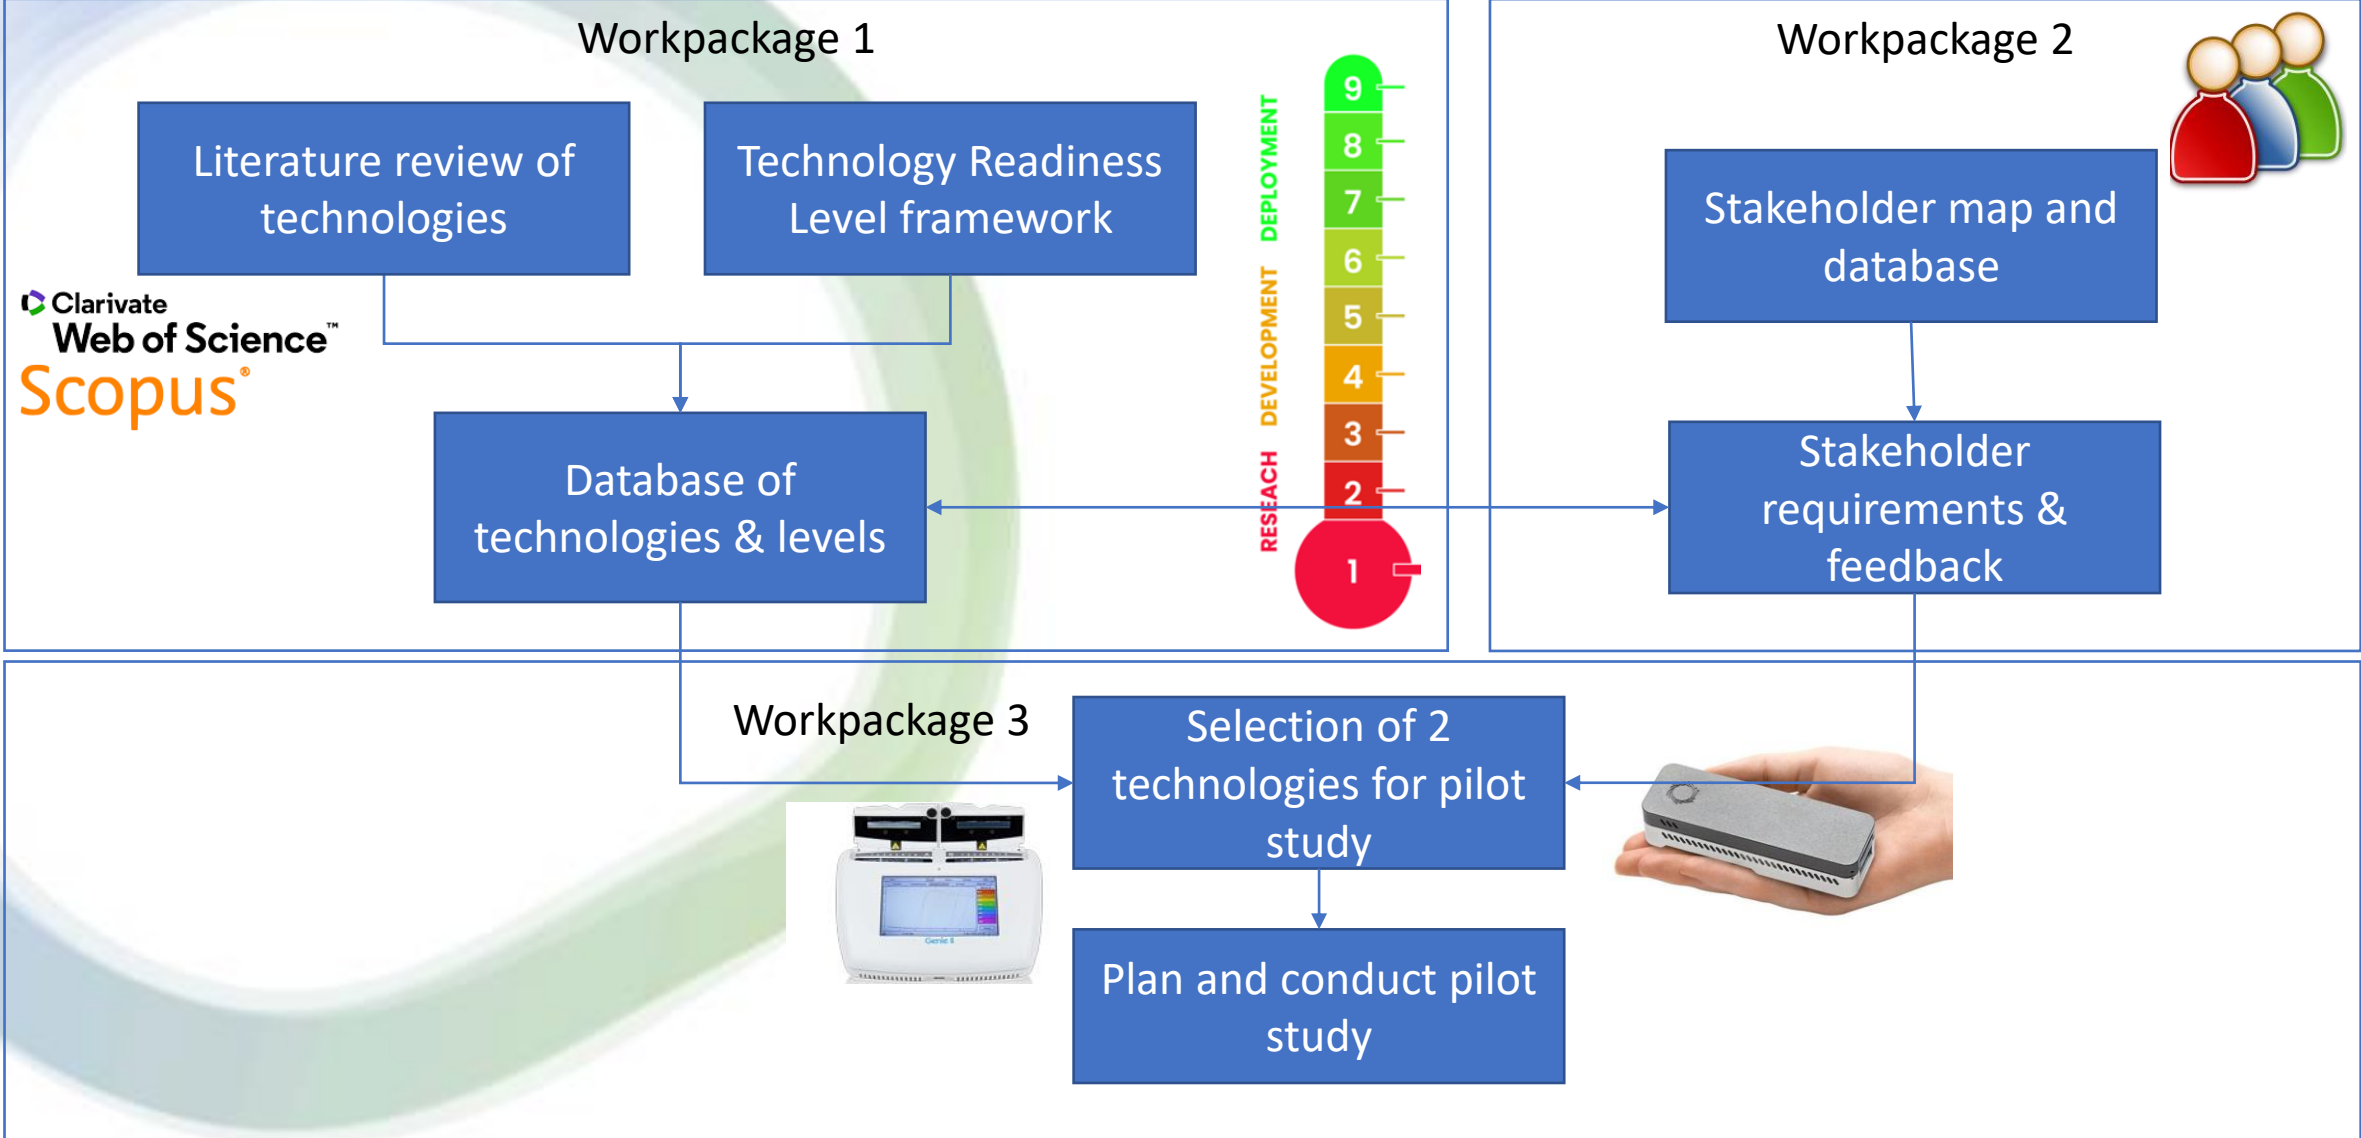 Workpackage 1
Literature review of
technologies
Technology Readiness
Level framework
Clarivate
Web of Science™
Scopus®
Database of
technologies & levels
DEPLOYMENT
DEVELOPMENT
RESEACH
9
8
7
6
5
4
3
2
1
Workpackage 2
Stakeholder map and
database
Stakeholder
requirements &
feedback
Workpackage 3
Selection of 2
technologies for pilot
study
Genie II
Plan and conduct pilot
study